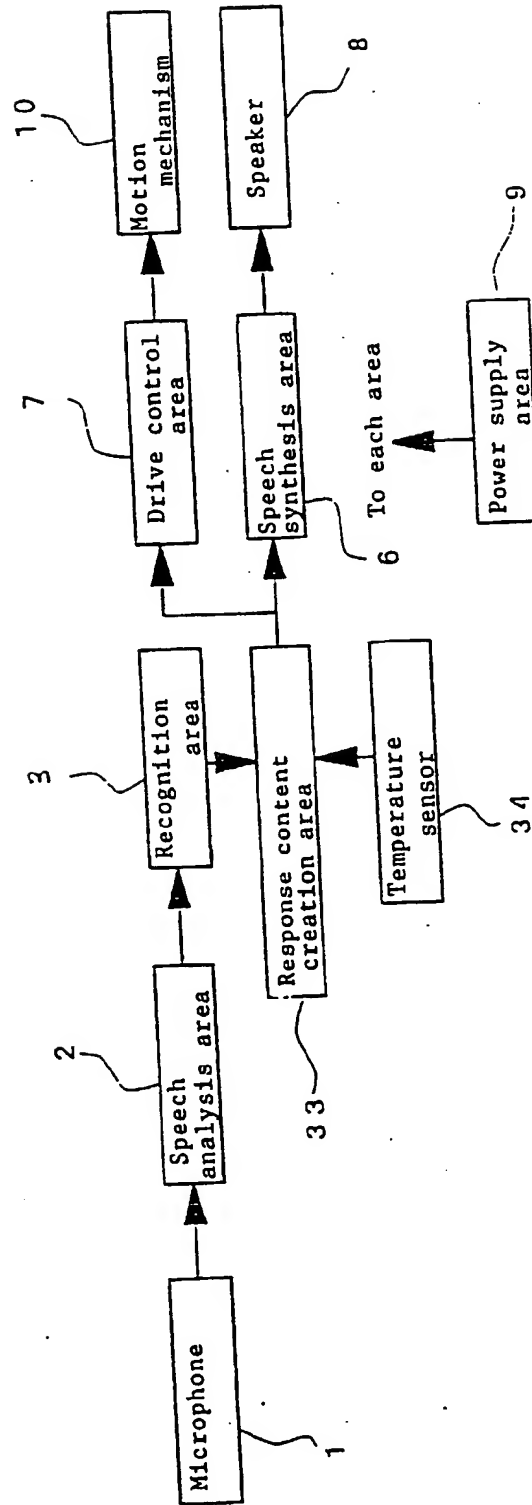 Microphone
1
Speech
analysis area
2
Recognition
area
3
Response content
creation area
33
Temperature
sensor
34
Drive control
area
7
Speech
synthesis area
6
To each area
Motion
mechanism
10
Speaker
8
Power supply
area
9